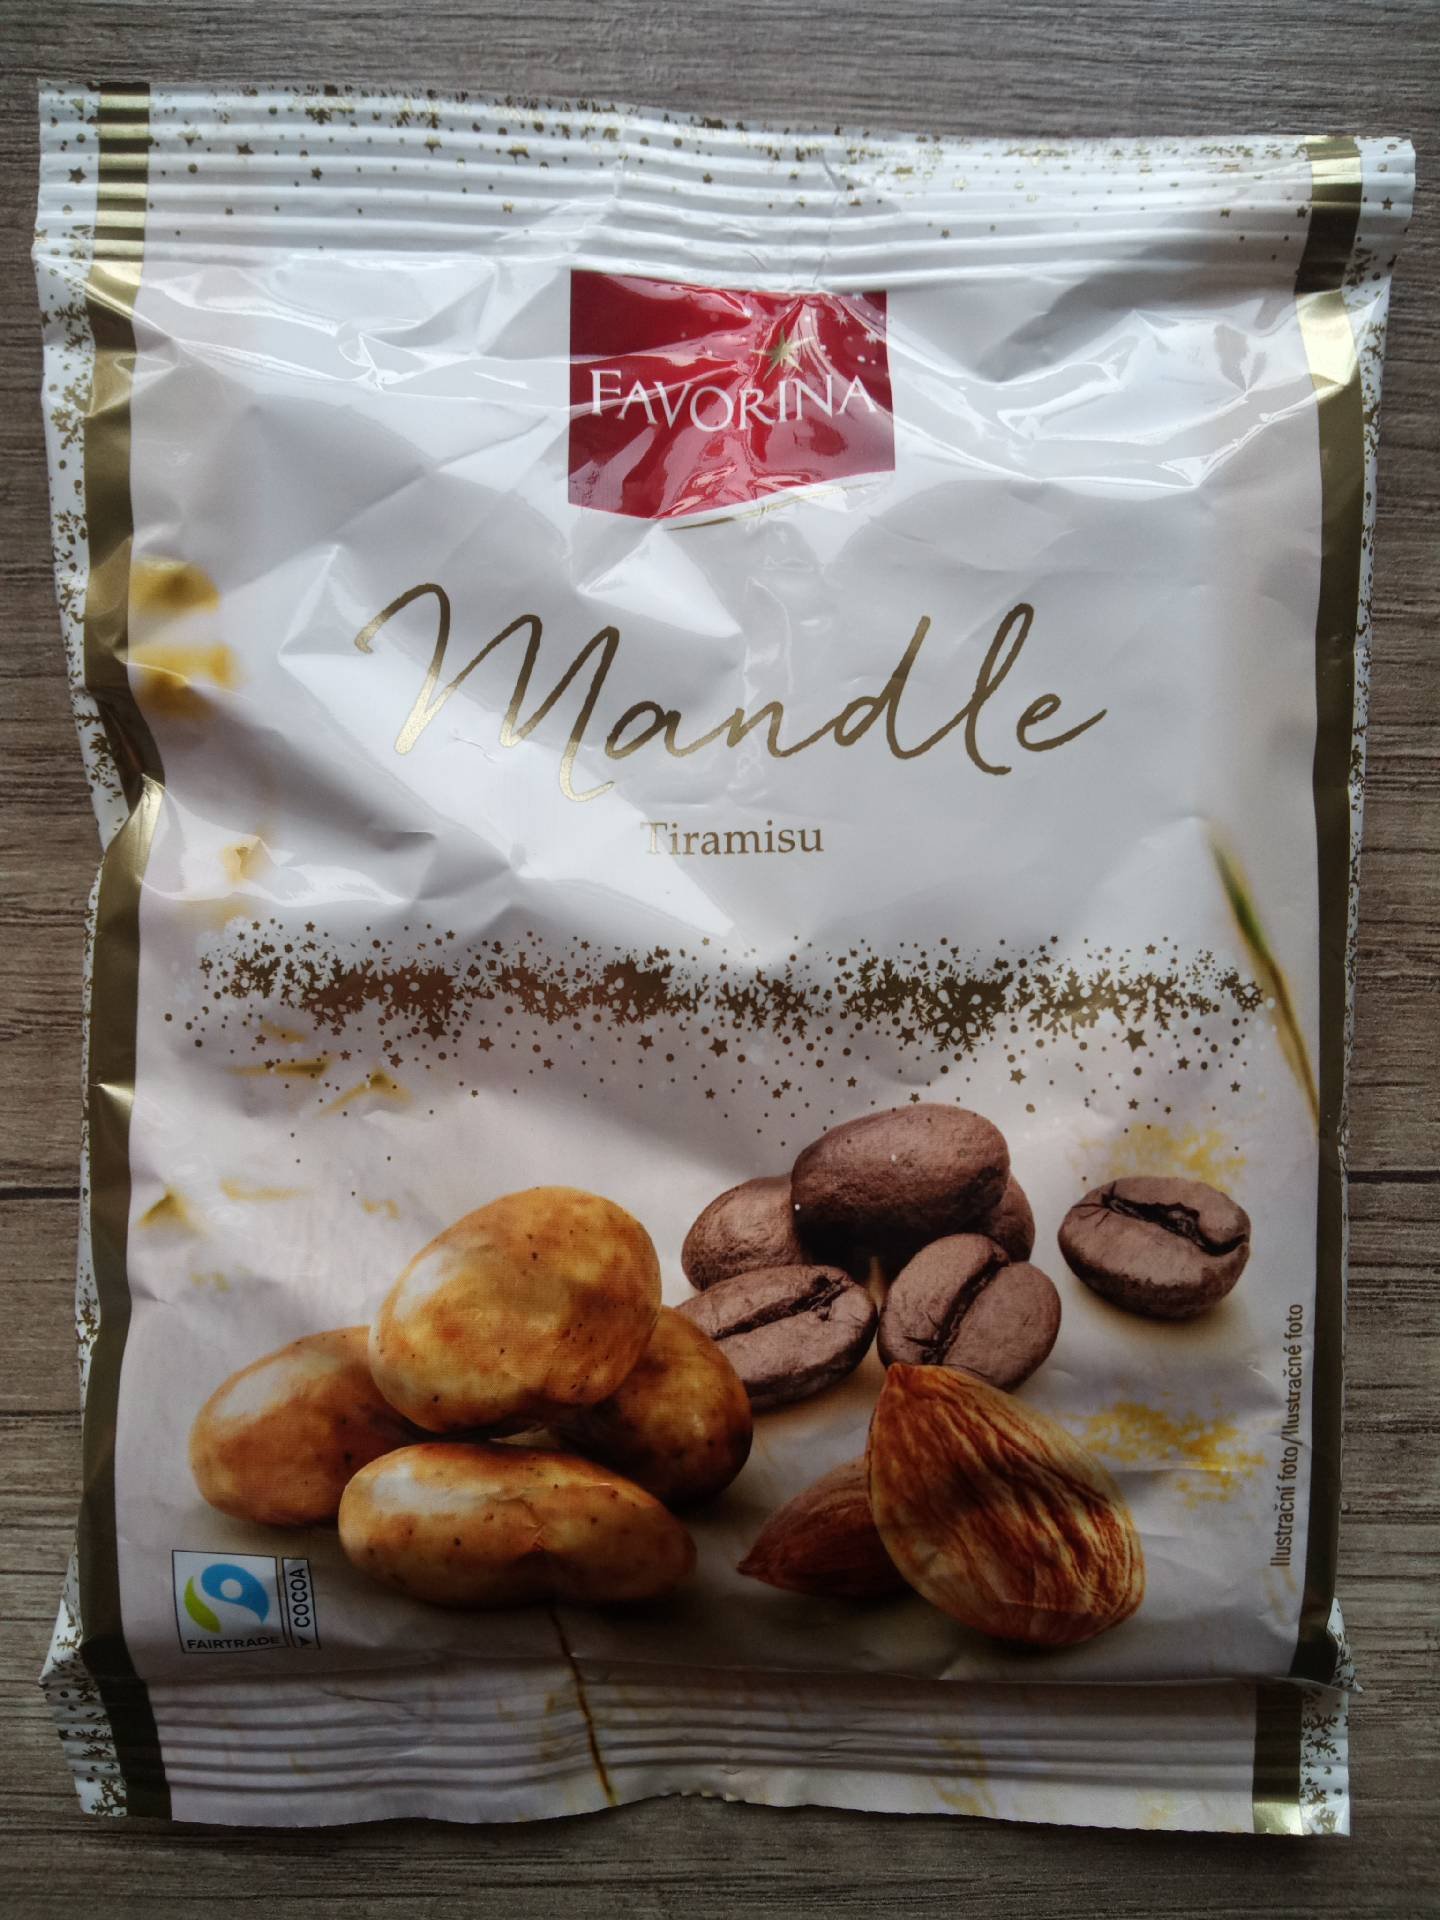 FAVORINA
Mandle
Tiramisu
Ilustrační foto/Ilustračné foto
FAIRTRADE
COCOA